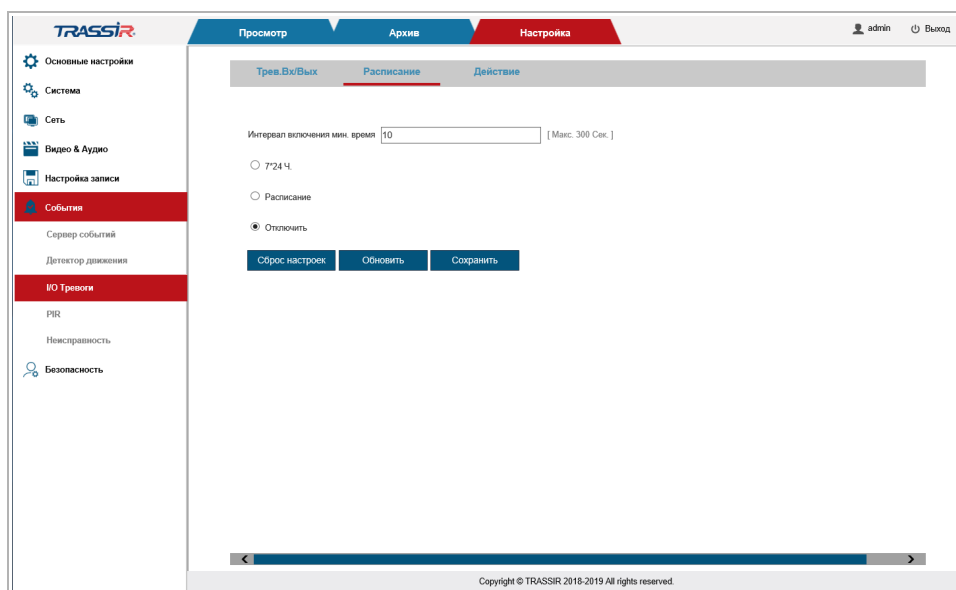 TRASSIR
Просмотр Архив Настройка admin Выход
Основные настройки
Система
Сеть
Видео & Аудио
Настройка записи
События
Сервер событий
Детектор движения
I/O Тревоги
PIR
Неисправность
Безопасность
Трев.Вх/Вых Расписание Действие
Интервал включения мин. время 10 [ Макс. 300 Сек. ]
7*24 Ч.
Расписание
Отключить
Сброс настроек Обновить Сохранить
Copyright © TRASSIR 2018-2019 All rights reserved.